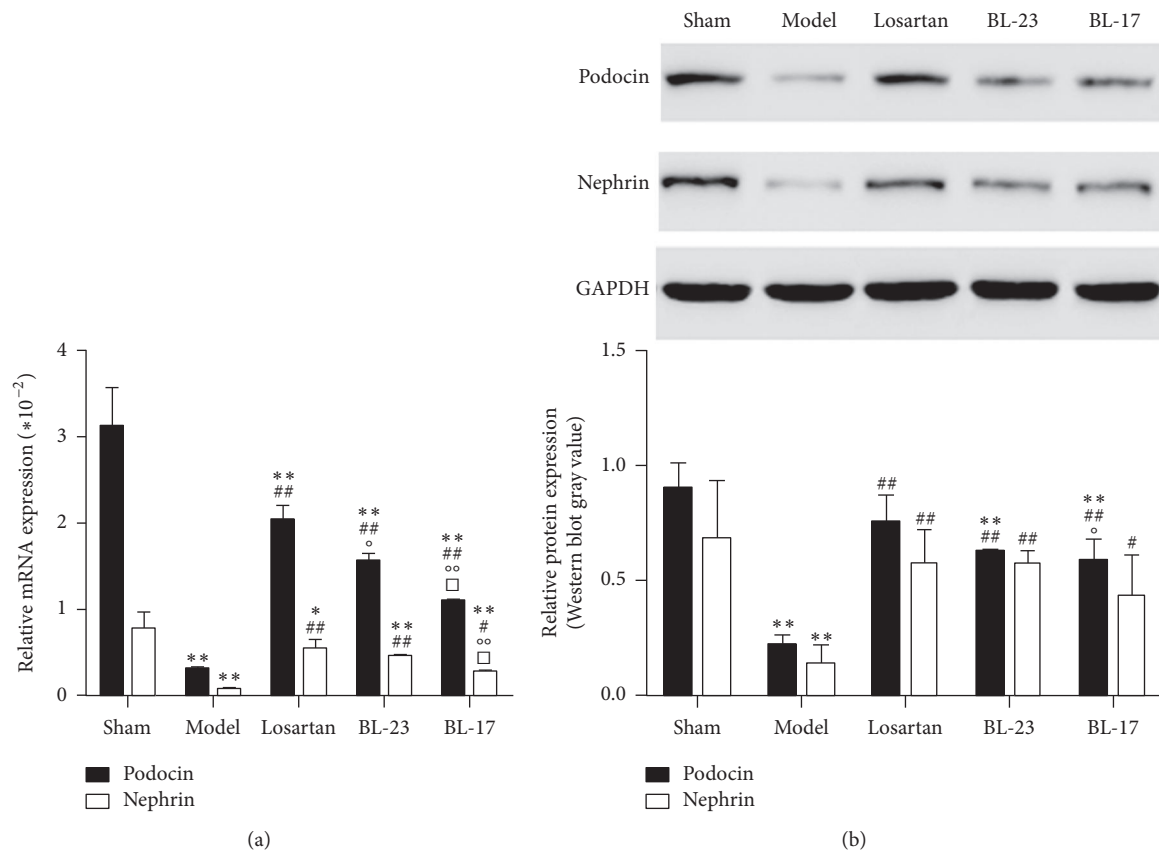 Sham Model Losartan BL-23 BL-17
Podocin
Nephrin
GAPDH
Relative mRNA expression (∗10−2)
4
3
2
1
0
∗∗
∗∗
∗∗
##
∗
##
∗∗
##
°
∗∗
##
∗∗
##
°°
□
∗∗
#
°°
□
Sham Model Losartan BL-23 BL-17
Podocin
Nephrin
(a)
Relative protein expression
(Western blot gray value)
1.5
1.0
0.5
0.0
∗∗
∗∗
##
##
∗∗
##
##
∗∗
##
°
#
Sham Model Losartan BL-23 BL-17
Podocin
Nephrin
(b)